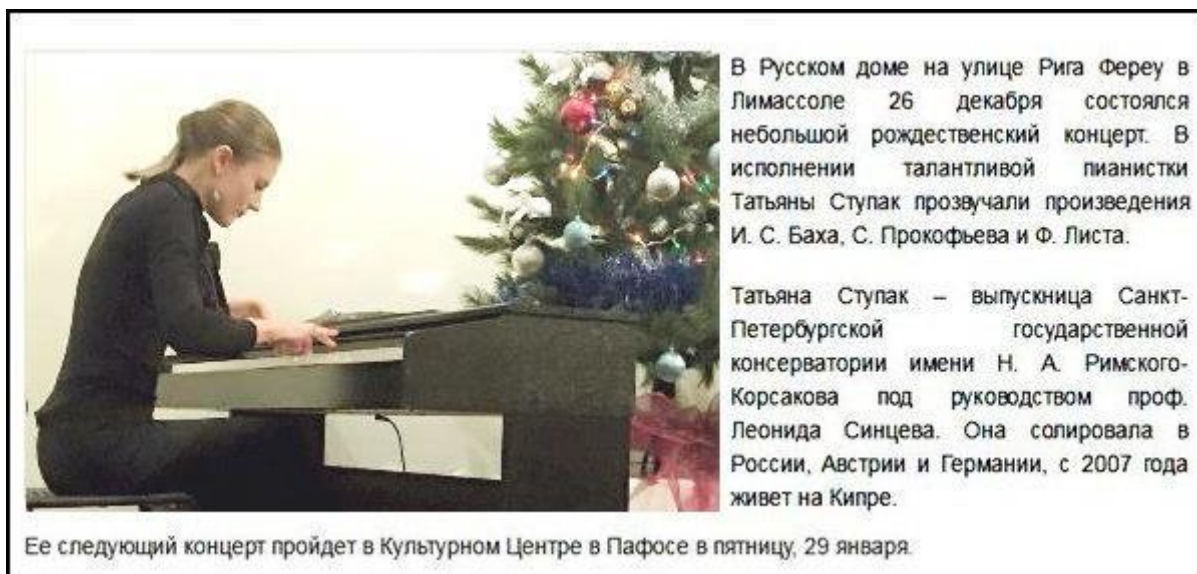 В Русском доме на улице Рига Фереу в
Лимассоле 26 декабря состоялся
небольшой рождественский концерт. В
исполнении талантливой пианистки
Татьяны Ступак прозвучали произведения
И. С. Баха, С. Прокофьева и Ф. Листа.
Татьяна Ступак – выпускница Санкт-
Петербургской государственной
консерватории имени Н. А. Римского-
Корсакова под руководством проф.
Леонида Синцева. Она солировала в
России, Австрии и Германии, с 2007 года
живет на Кипре.
Ее следующий концерт пройдет в Культурном Центре в Пафосе в пятницу, 29 января.